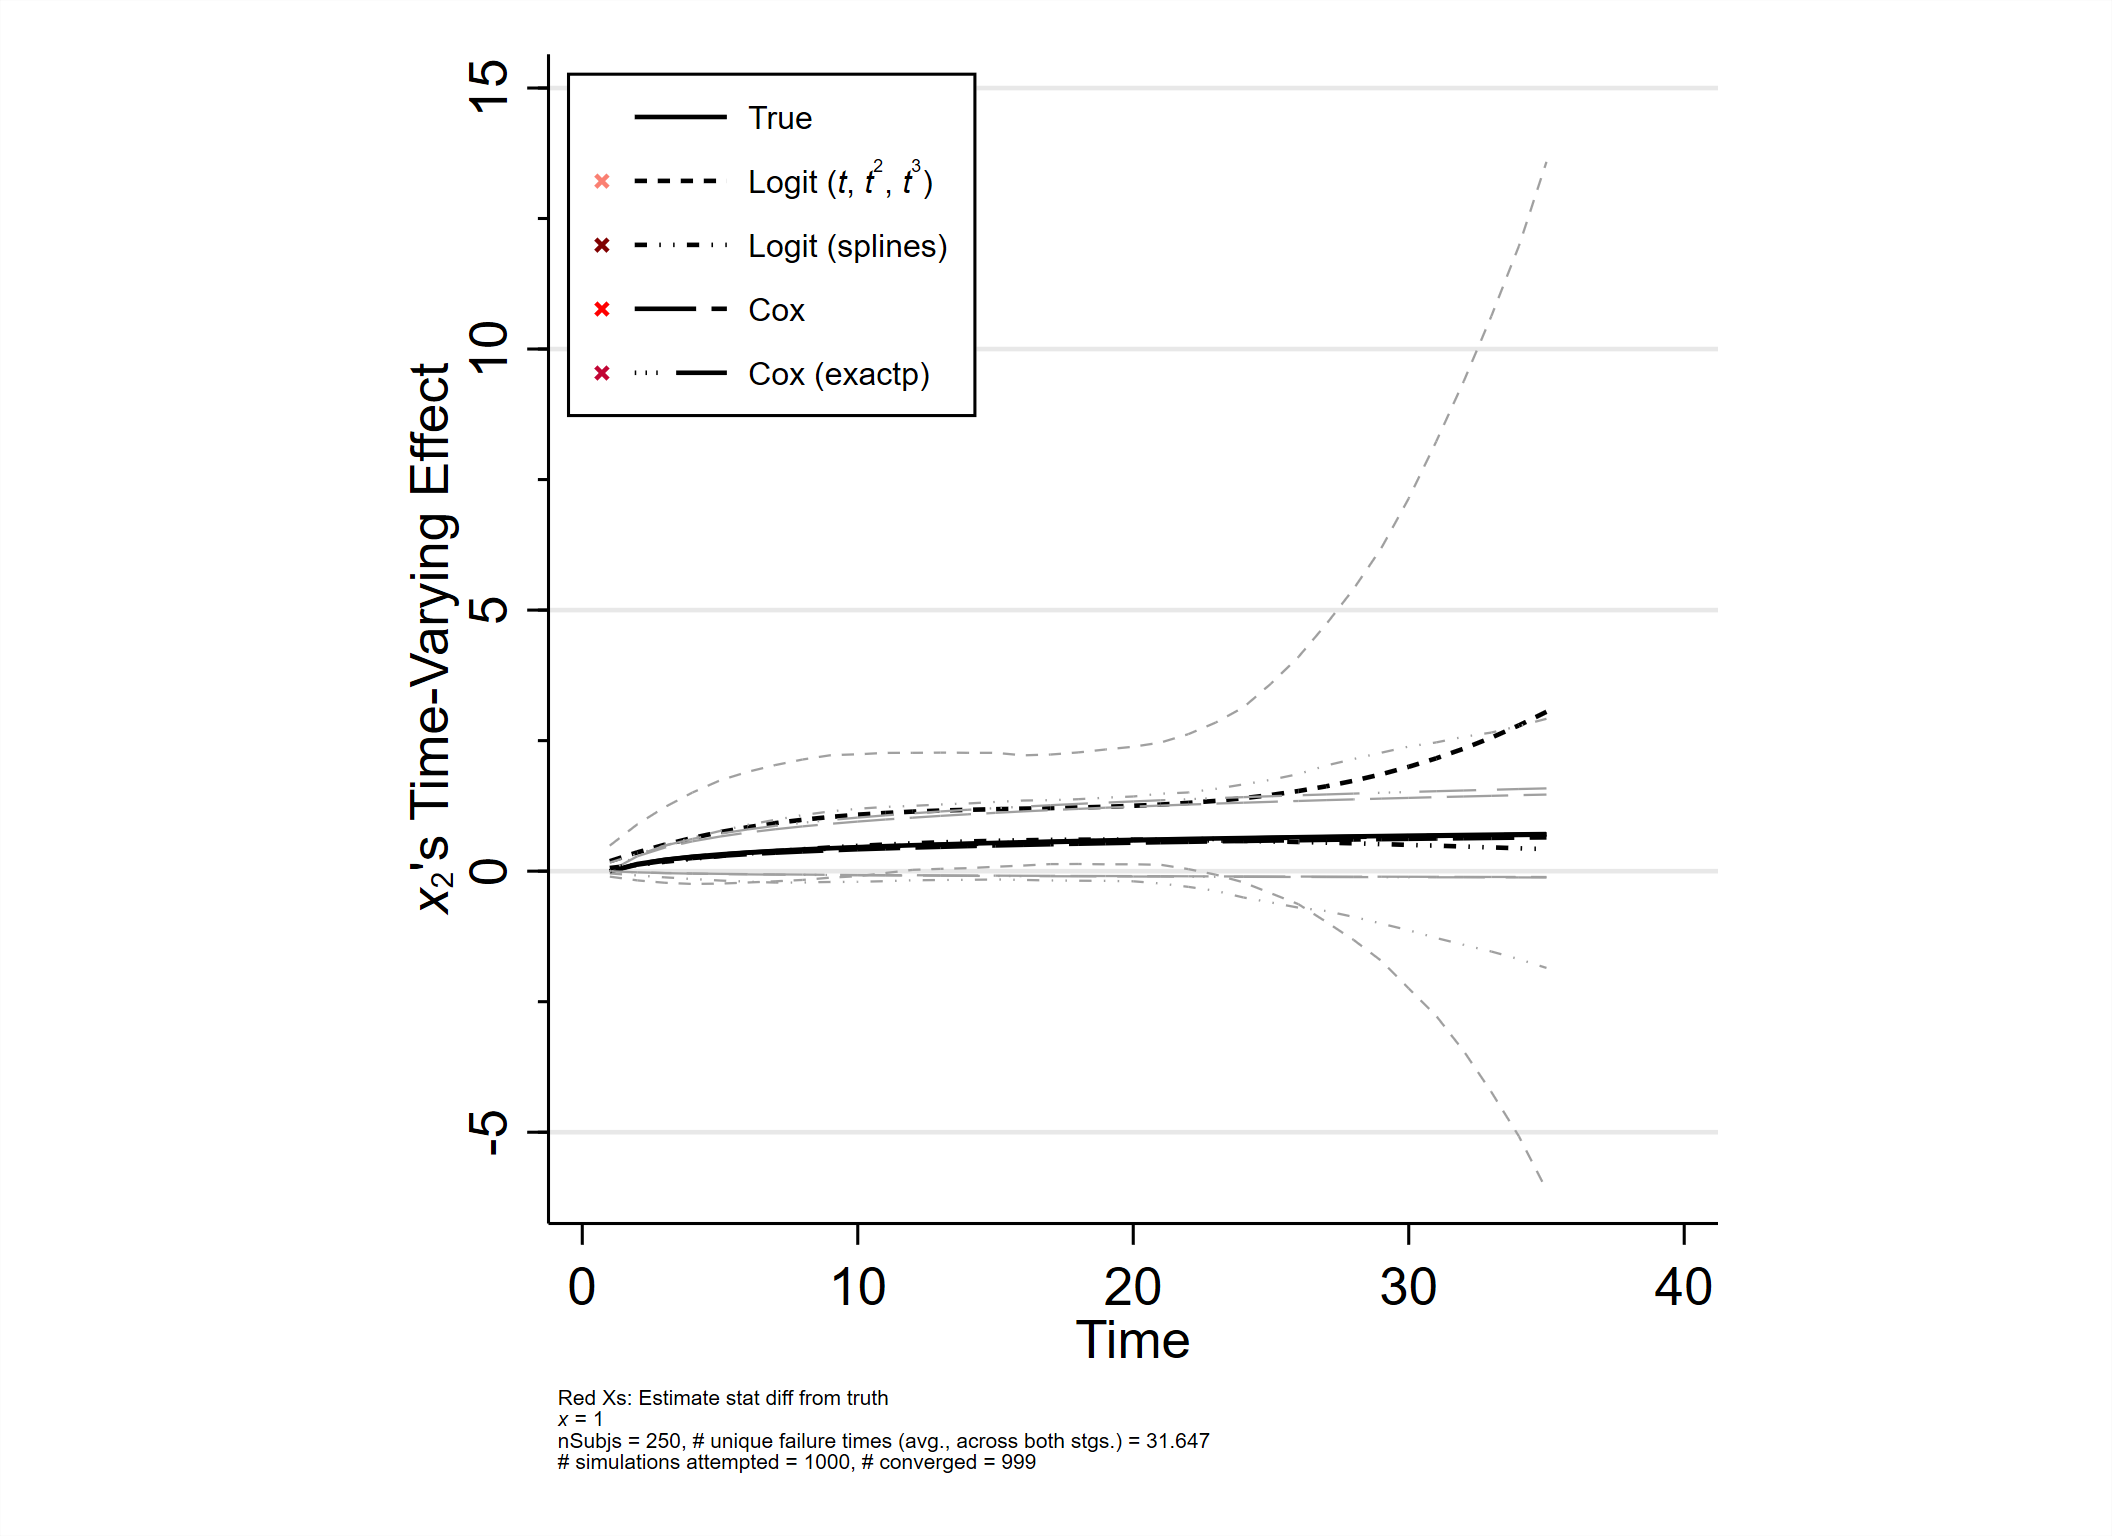 15
10
5
0
-5
x₂'s Time-Varying Effect
True
Logit (t, t², t³)
Logit (splines)
Cox
Cox (exactp)
0 10 20 30 40
Time
Red Xs: Estimate stat diff from truth
x = 1
nSubjs = 250, # unique failure times (avg., across both stgs.) = 31.647
# simulations attempted = 1000, # converged = 999